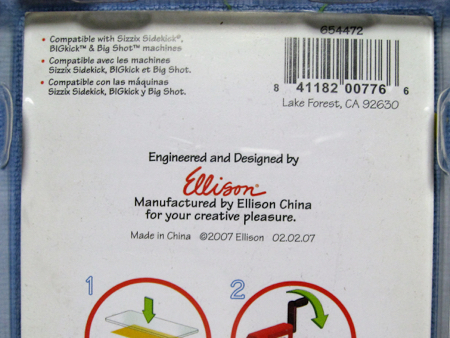 • Compatible with Sizzix Sidekick®,
BIGkick™ & Big Shot™ machines
• Compatible avec les machines
Sizzix Sidekick, BIGkick et Big Shot.
• Compatible con las máquinas
Sizzix Sidekick, BIGkick y Big Shot.
654472
8 41182 00776 6
Lake Forest, CA 92630
Engineered and Designed by
Ellison®
Manufactured by Ellison China
for your creative pleasure.
Made in China ©2007 Ellison 02.02.07
1 2